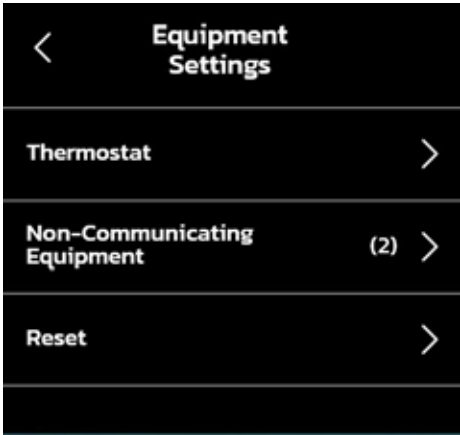 Equipment
Settings
Thermostat
Non-Communicating
Equipment
(2)
Reset